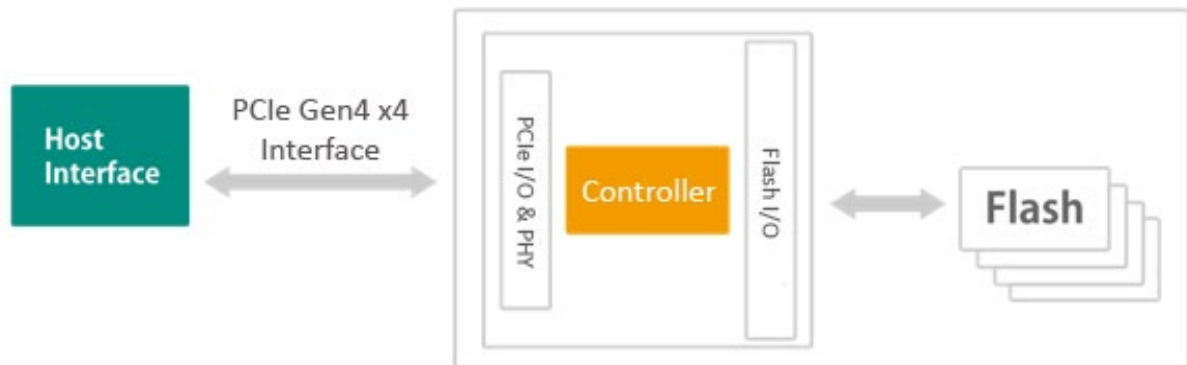 Host
Interface
PCIe Gen4 x4
Interface
PCIe I/O & PHY
Controller
Flash I/O
Flash